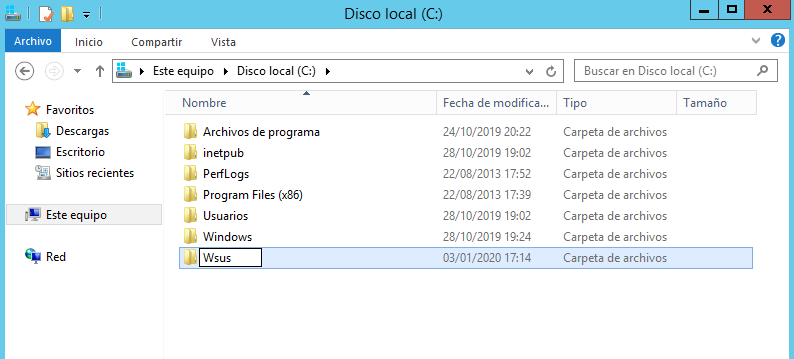 Disco local (C:)
Archivo Inicio Compartir Vista
Este equipo Disco local (C:) Buscar en Disco local (C:)
Nombre Fecha de modifica... Tipo Tamaño
Favoritos
Descargas
Escritorio
Sitios recientes
Este equipo
Red
Archivos de programa 24/10/2019 20:22 Carpeta de archivos
inetpub 28/10/2019 19:02 Carpeta de archivos
PerfLogs 22/08/2013 17:52 Carpeta de archivos
Program Files (x86) 22/08/2013 17:39 Carpeta de archivos
Usuarios 28/10/2019 19:02 Carpeta de archivos
Windows 28/10/2019 19:24 Carpeta de archivos
Wsus 03/01/2020 17:14 Carpeta de archivos